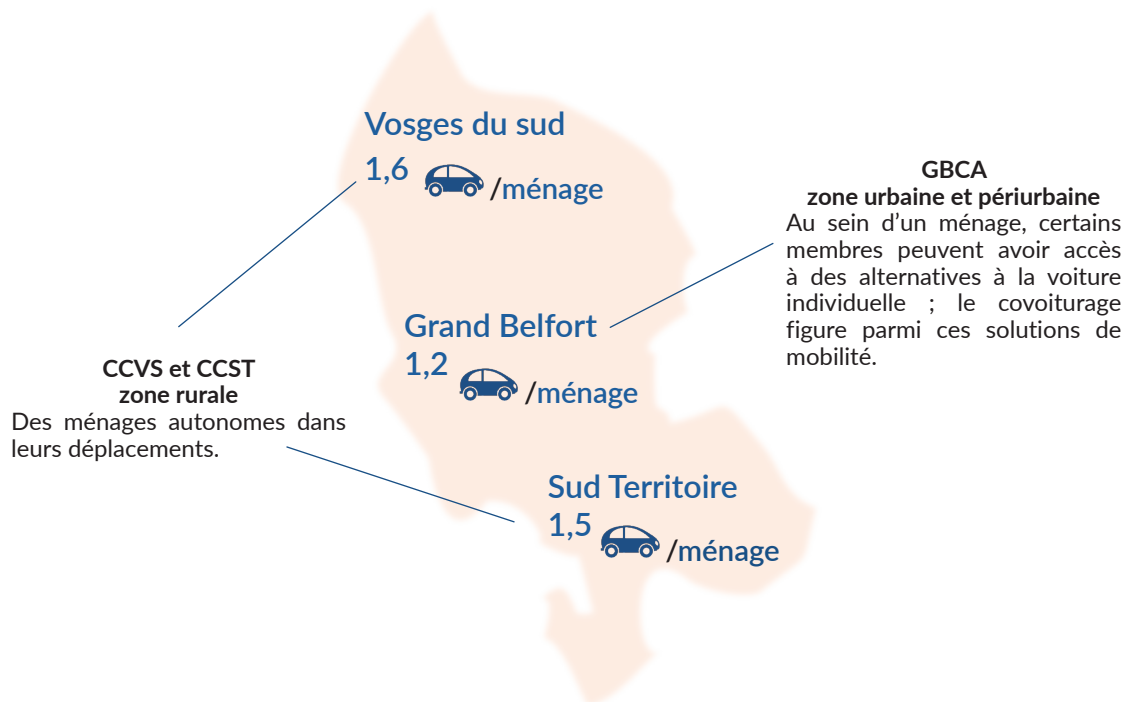 Vosges du sud
1,6 /ménage
GBCA
zone urbaine et périurbaine
Au sein d'un ménage, certains
membres peuvent avoir accès
à des alternatives à la voiture
individuelle ; le covoiturage
figure parmi ces solutions de
mobilité.
Grand Belfort
1,2 /ménage
CCVS et CCST
zone rurale
Des ménages autonomes dans
leurs déplacements.
Sud Territoire
1,5 /ménage